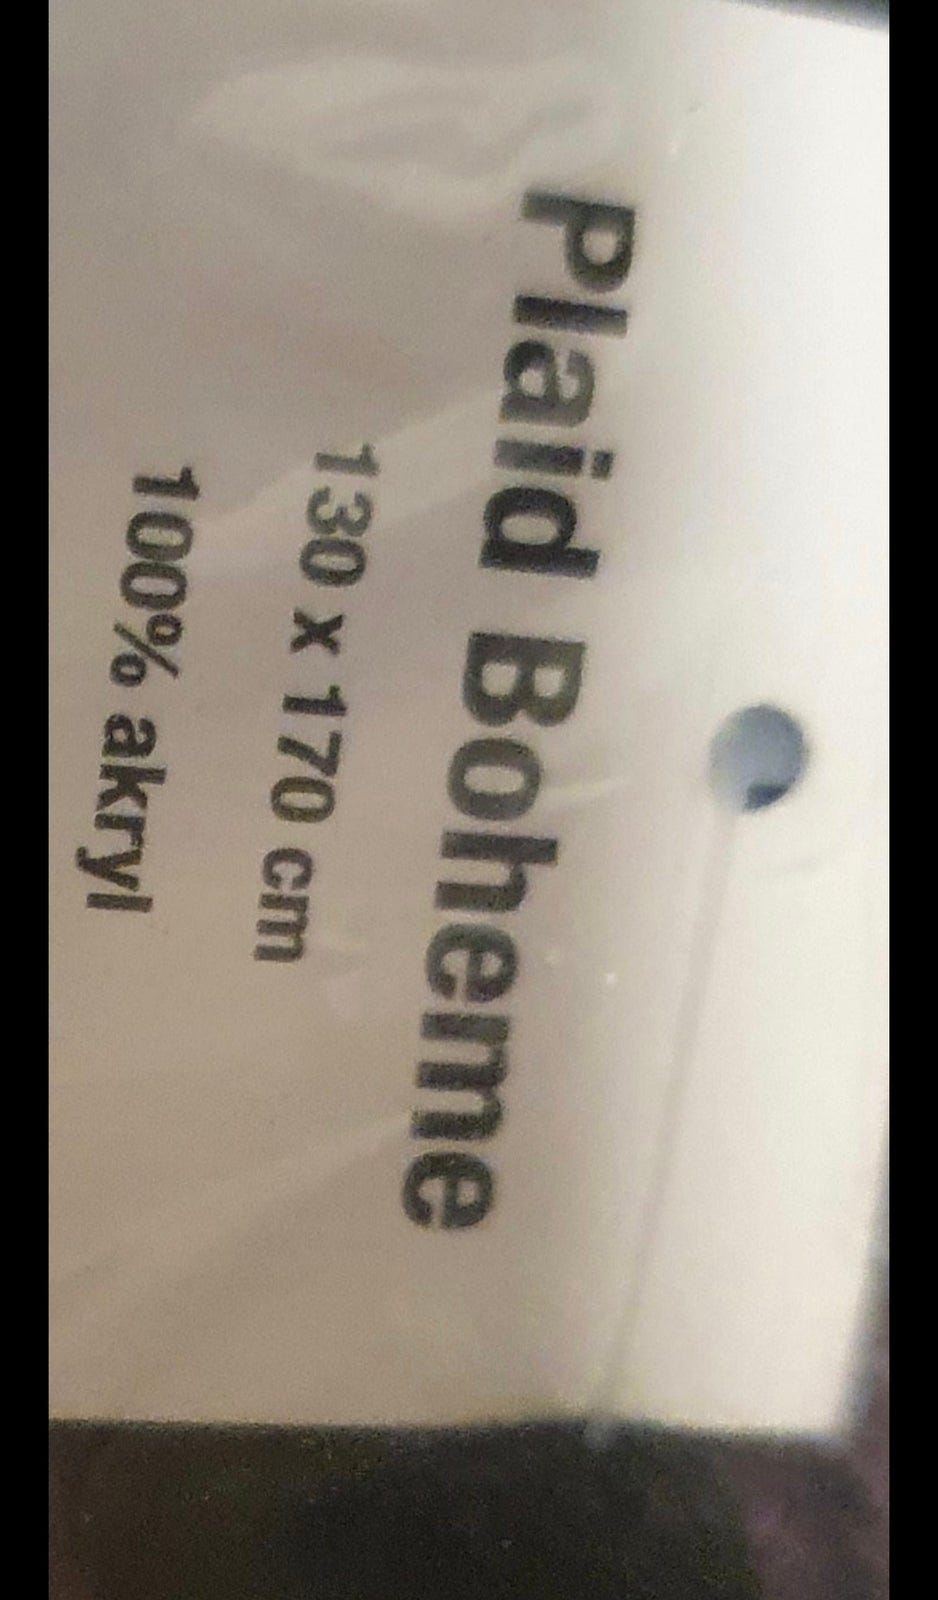 Plaid Boheme
130 x 170 cm
100% akryl